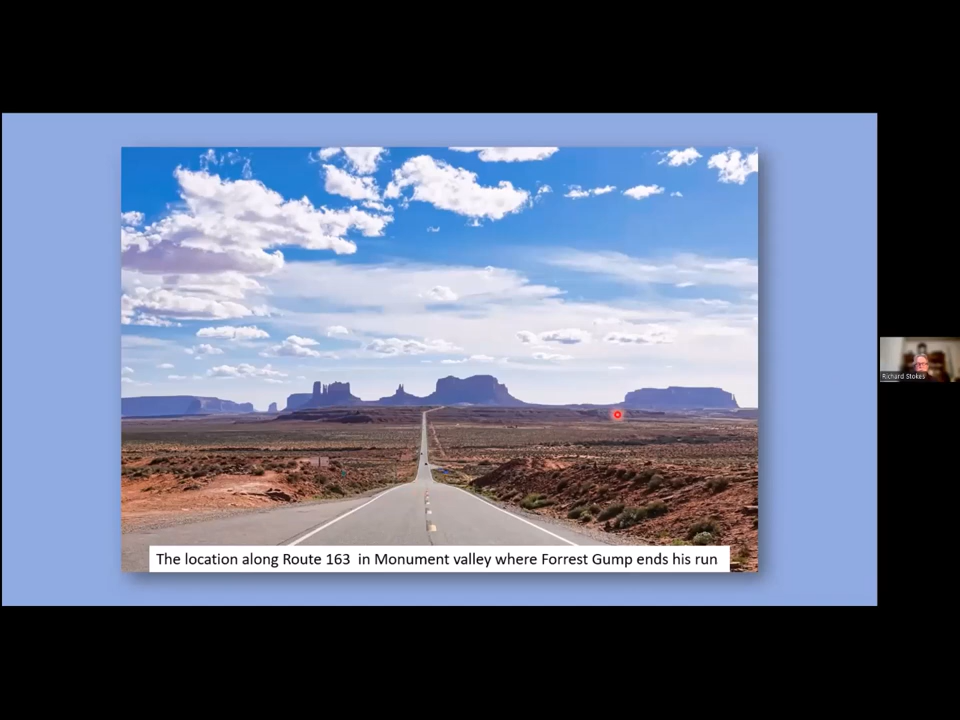 The location along Route 163  in Monument valley where Forrest Gump ends his run
Richard Stokes